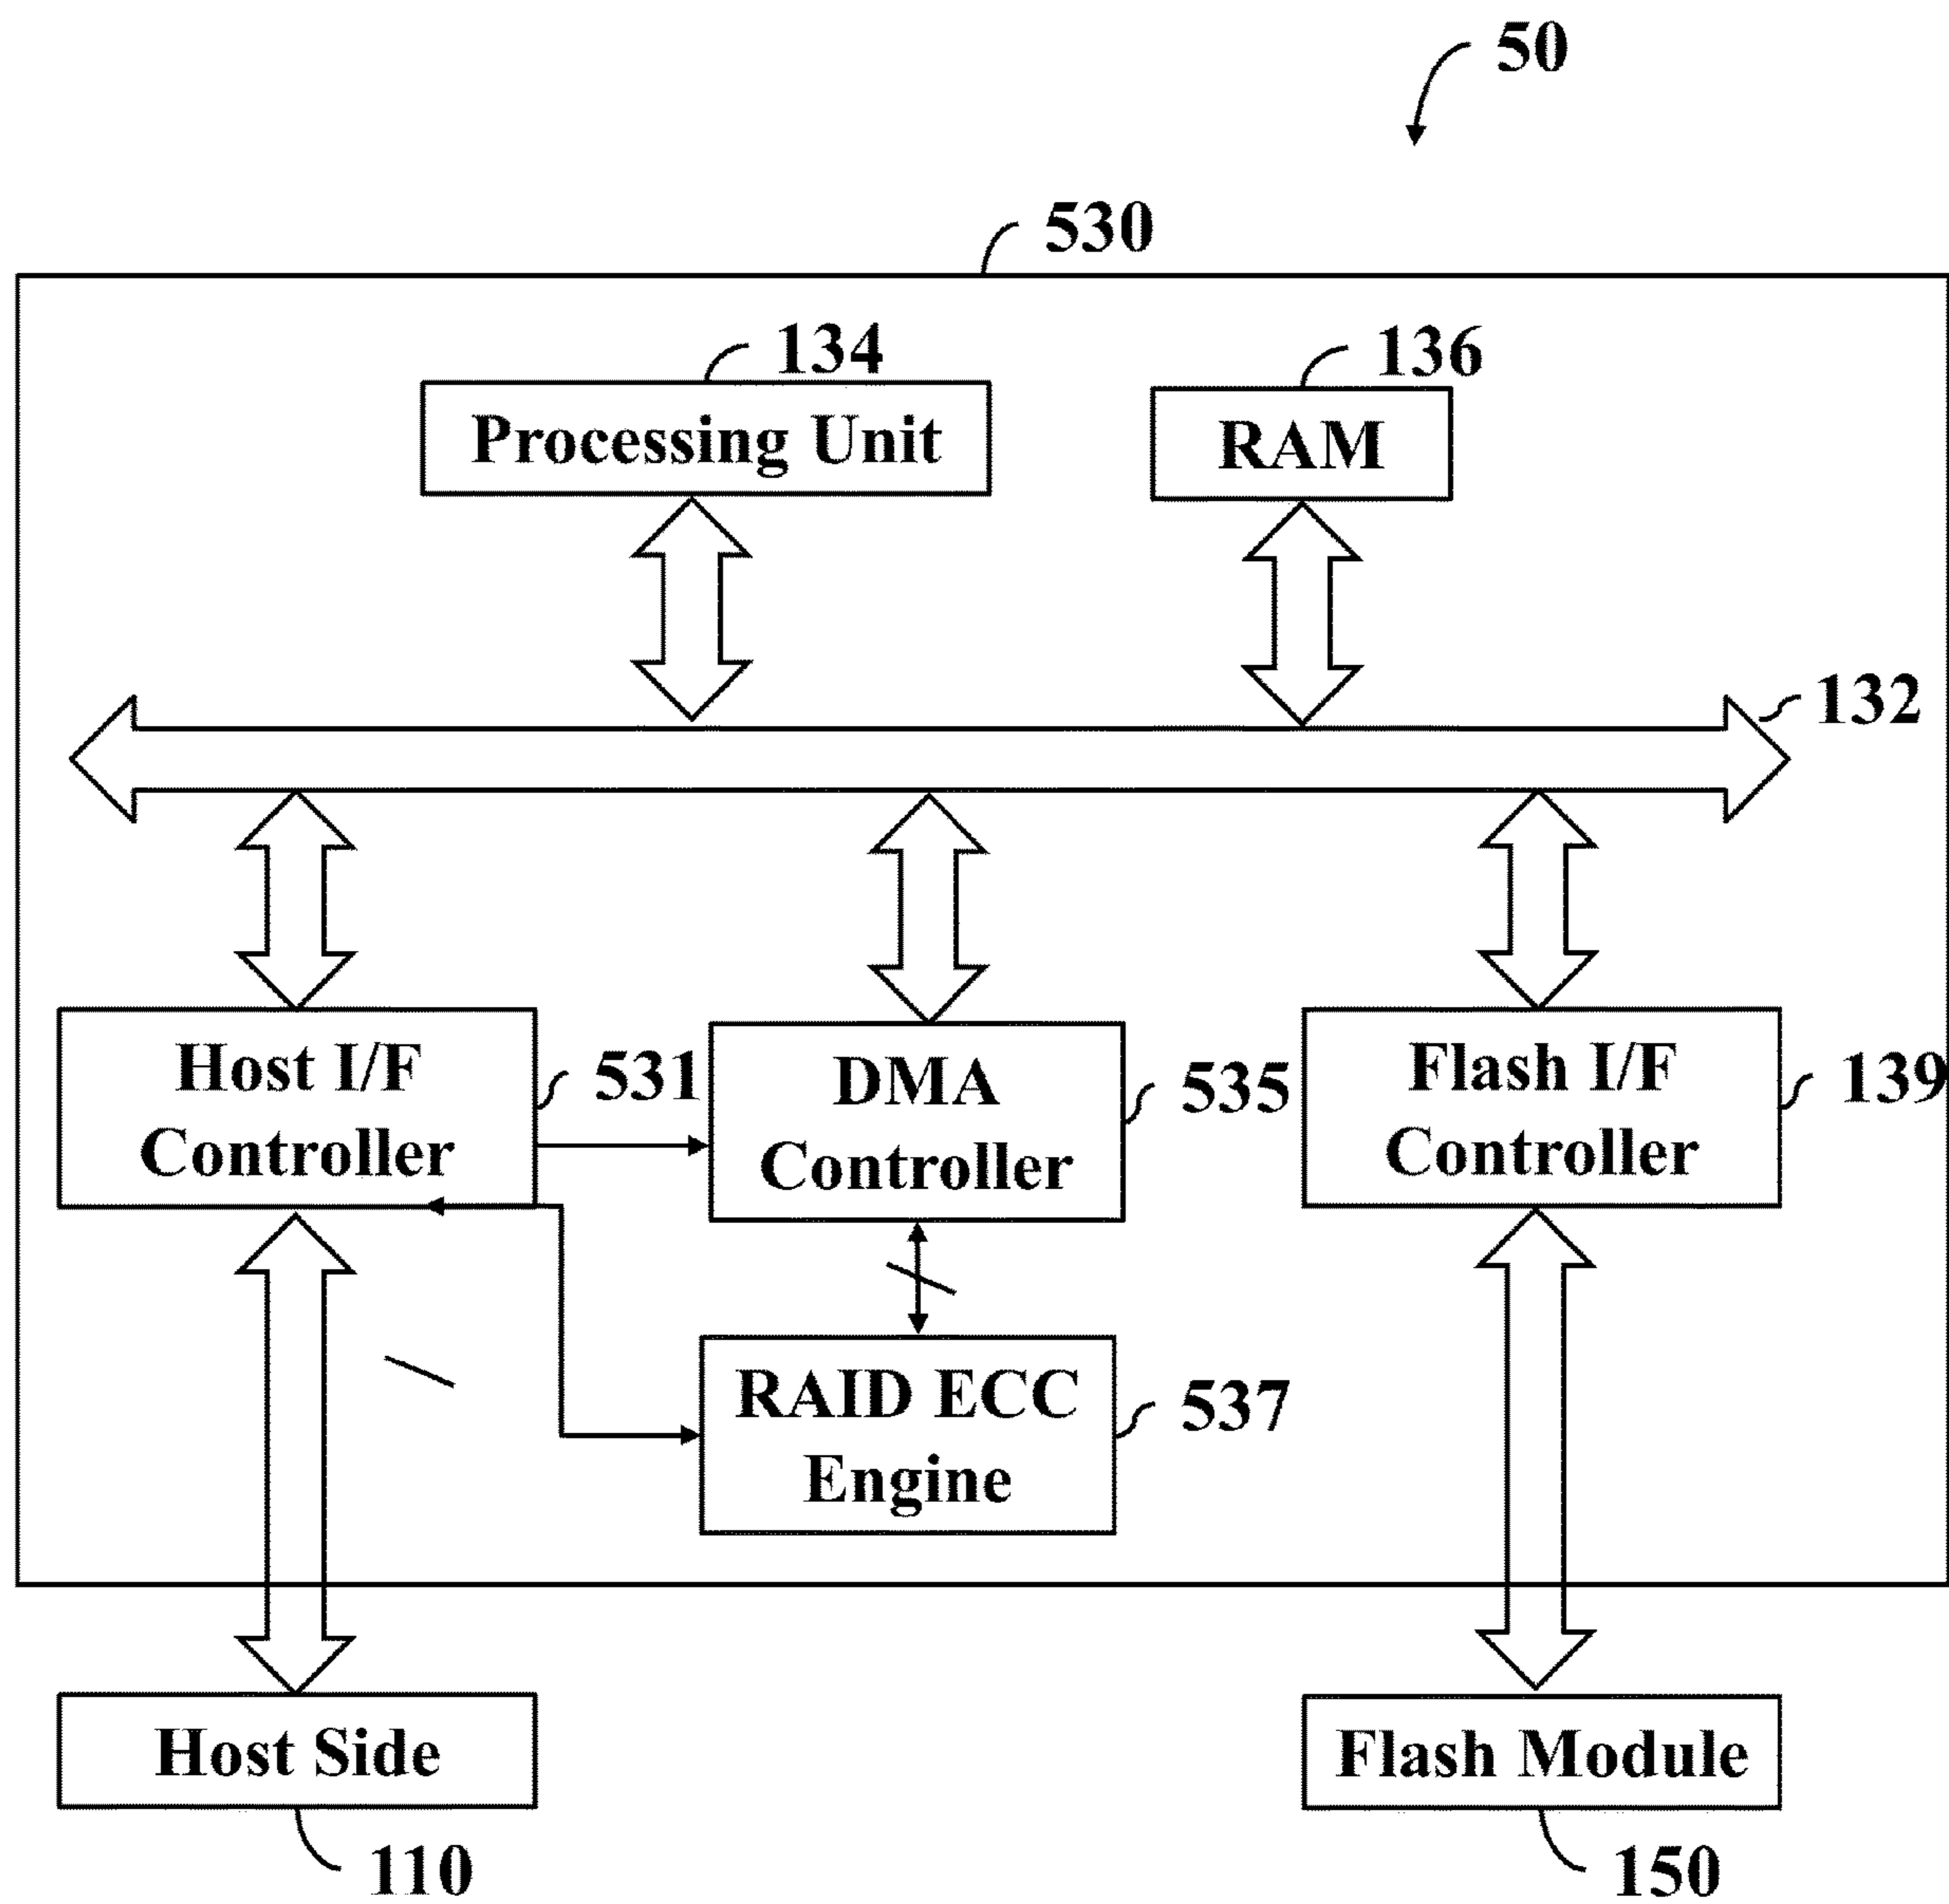 50
530
134
136
Processing Unit
RAM
132
Host I/F
Controller
531
DMA
Controller
535
Flash I/F
Controller
139
RAID ECC
Engine
537
Host Side
Flash Module
110
150